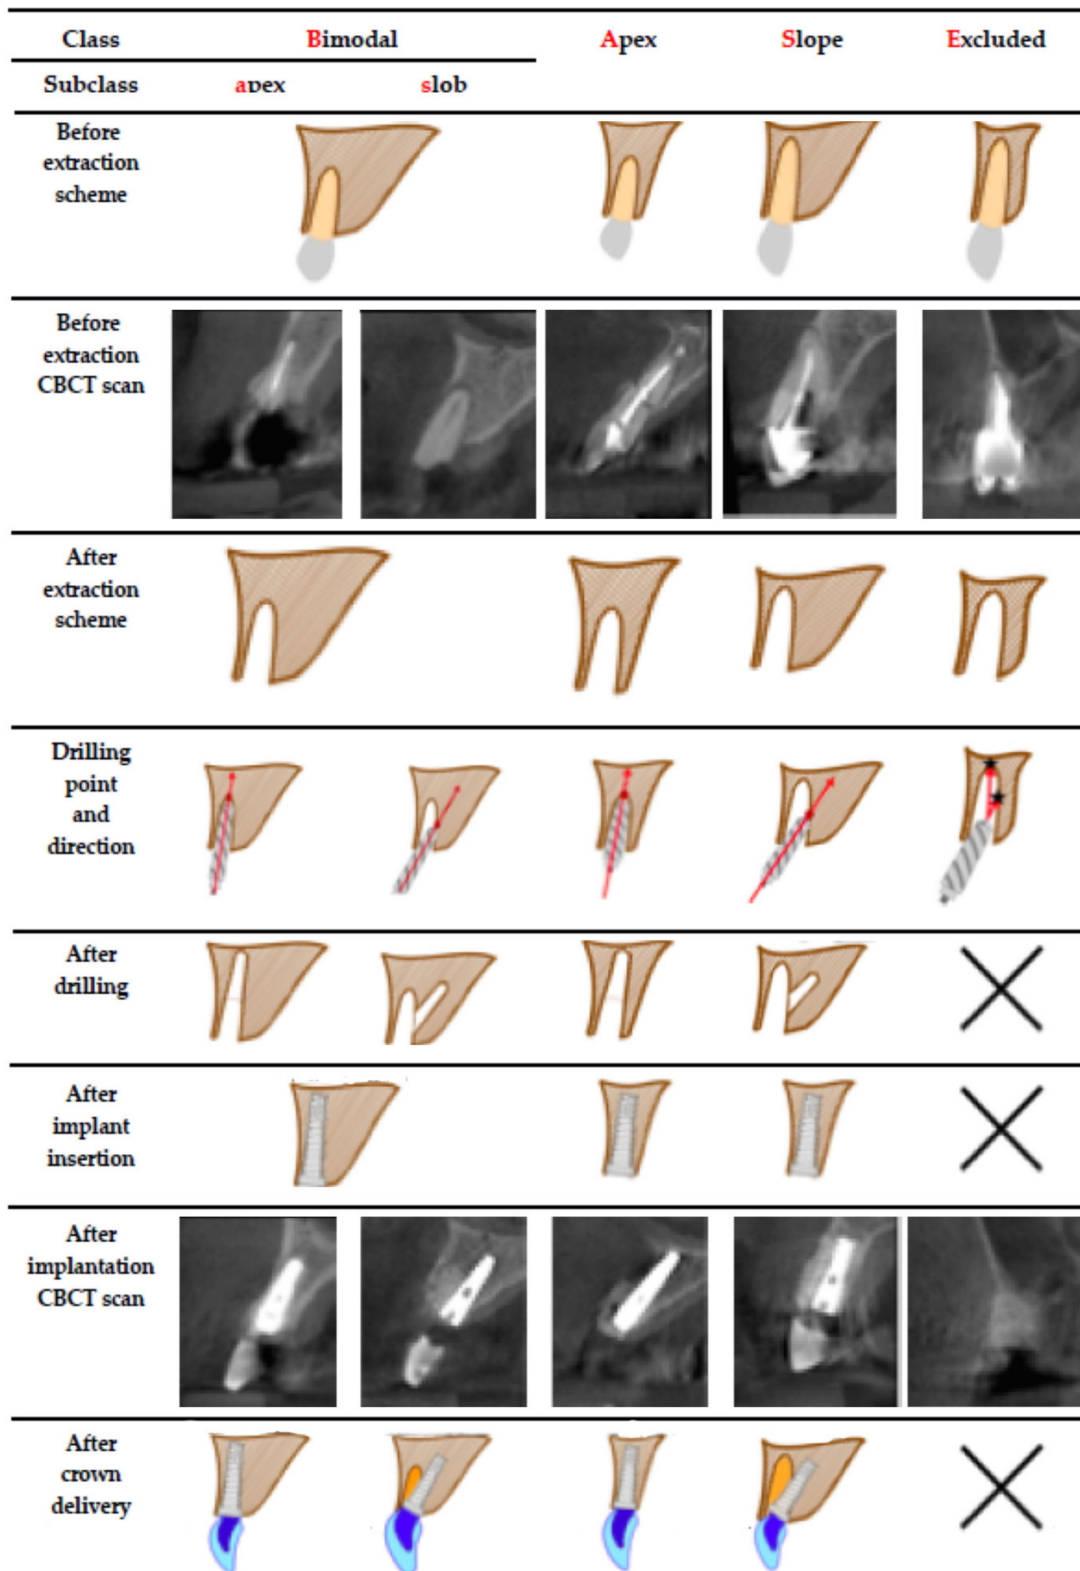 Class Bimodal Apex Slope Excluded
Subclass apex slob
Before
extraction
scheme
Before
extraction
CBCT scan
After
extraction
scheme
Drilling
point
and
direction
After
drilling
After
implant
insertion
After
implantation
CBCT scan
After
crown
delivery